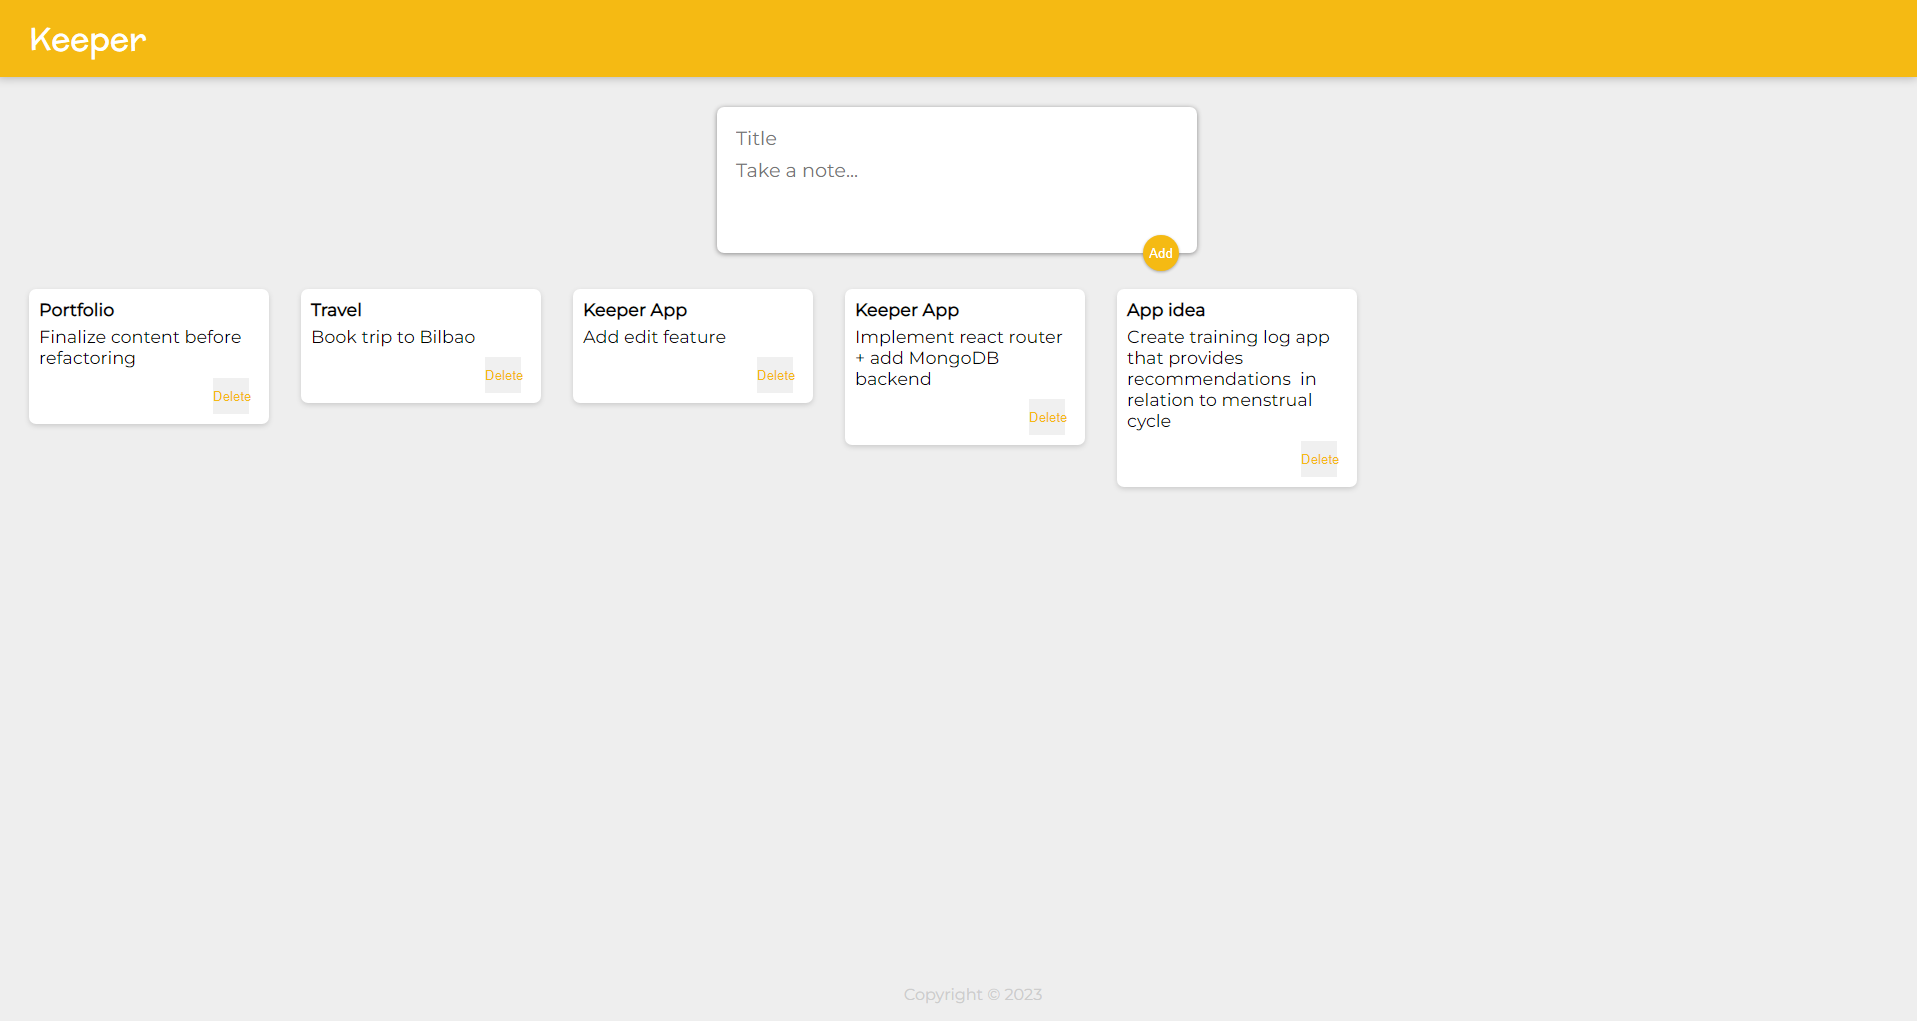 Keeper
Title
Take a note...
Add
Portfolio
Finalize content before
refactoring
Delete
Travel
Book trip to Bilbao
Delete
Keeper App
Add edit feature
Delete
Keeper App
Implement react router
+ add MongoDB
backend
Delete
App idea
Create training log app
that provides
recommendations  in
relation to menstrual
cycle
Delete
Copyright © 2023